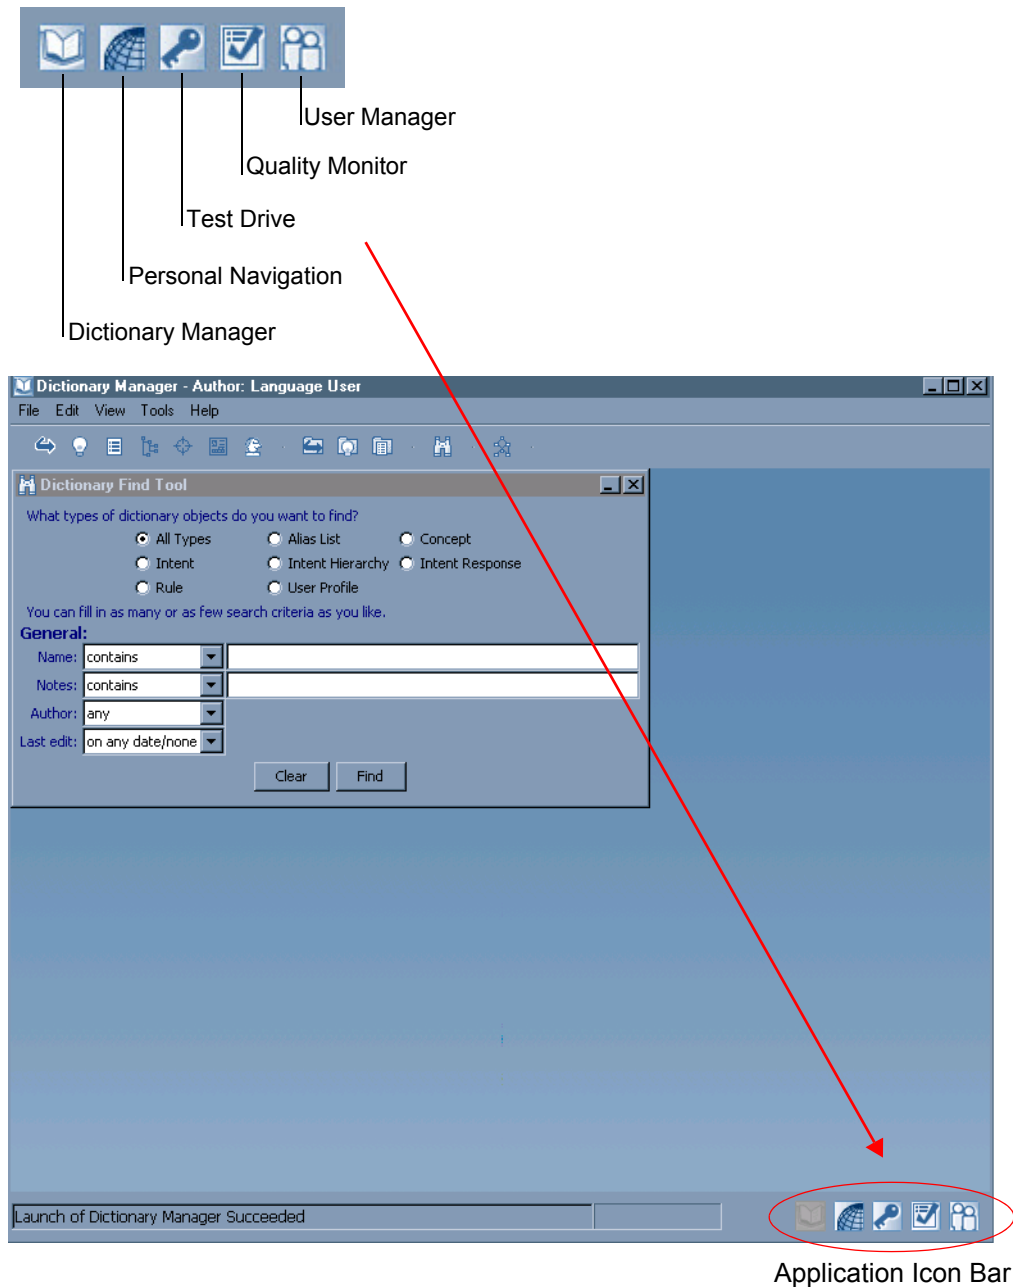 User Manager
Quality Monitor
Test Drive
Personal Navigation
Dictionary Manager
Dictionary Manager - Author: Language User
File Edit View Tools Help
Dictionary Find Tool
What types of dictionary objects do you want to find?
All Types Alias List Concept
Intent Intent Hierarchy Intent Response
Rule User Profile
You can fill in as many or as few search criteria as you like.
General:
Name: contains
Notes: contains
Author: any
Last edit: on any date/none
Clear Find
Launch of Dictionary Manager Succeeded
Application Icon Bar